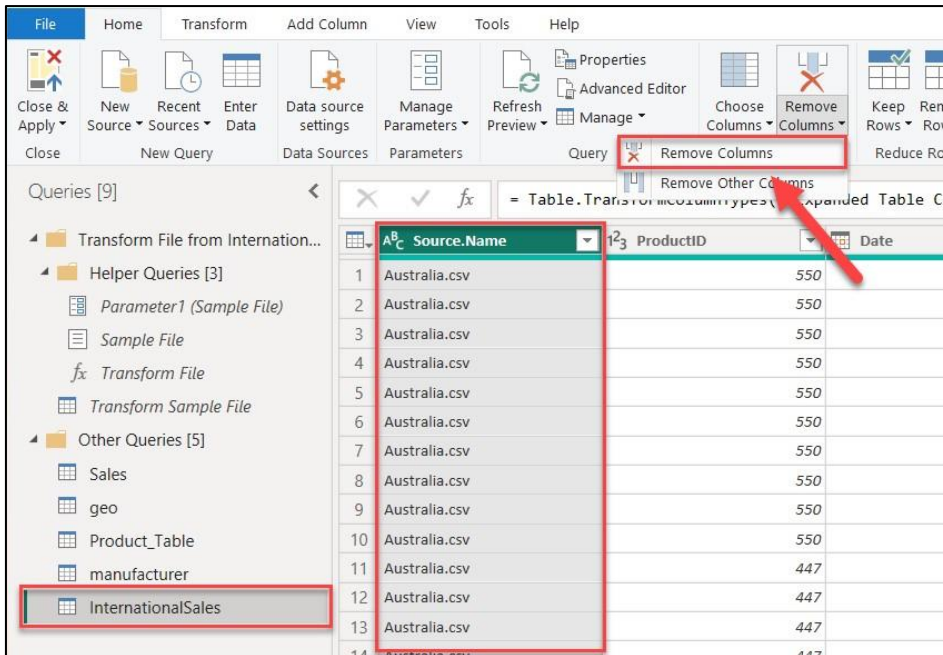 File Home Transform Add Column View Tools Help
Close & Apply New Source Recent Sources Enter Data Data source settings Manage Parameters Refresh Preview Properties
Advanced Editor
Manage
Choose Columns Remove Columns Keep Rows
Close New Query Data Sources Parameters Query
Remove Columns
Remove Other Columns
Queries [9]
fx = Table.TransformColumnTypes(
Table C
Transform File from Internation...
Helper Queries [3]
Parameter1 (Sample File)
Sample File
fx Transform File
Transform Sample File
Other Queries [5]
Sales
geo
Product_Table
manufacturer
InternationalSales
ABC Source.Name 123 ProductID Date
1 Australia.csv 550
2 Australia.csv 550
3 Australia.csv 550
4 Australia.csv 550
5 Australia.csv 550
6 Australia.csv 550
7 Australia.csv 550
8 Australia.csv 550
9 Australia.csv 550
10 Australia.csv 550
11 Australia.csv 447
12 Australia.csv 447
13 Australia.csv 447